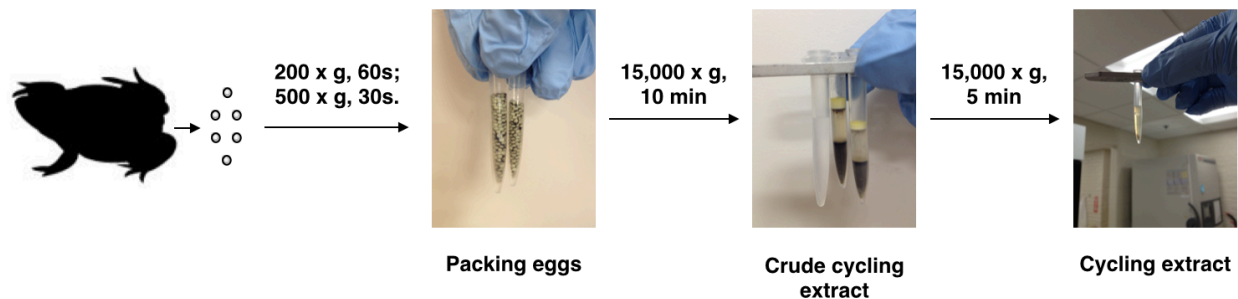 200 x g, 60s;
500 x g, 30s.
15,000 x g,
10 min
15,000 x g,
5 min
Packing eggs
Crude cycling
extract
Cycling extract